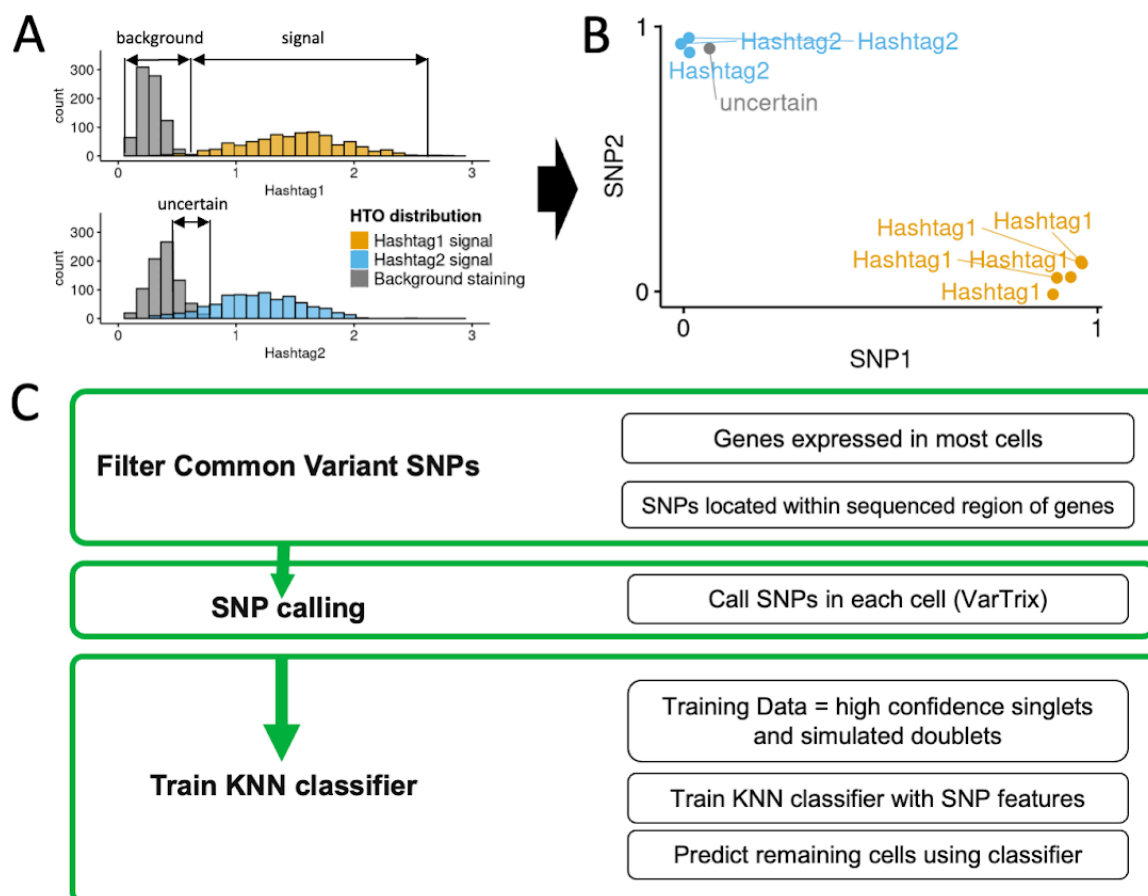 A
background
signal
count
300
200
100
0
0
1
2
3
Hashtag1
uncertain
count
300
200
100
0
HTO distribution
Hashtag1 signal
Hashtag2 signal
Background staining
0
1
2
3
Hashtag2
B
1
Hashtag2 Hashtag2
Hashtag2
uncertain
SNP2
Hashtag1 Hashtag1
Hashtag1 Hashtag1
Hashtag1
0
0
1
SNP1
C
Filter Common Variant SNPs
Genes expressed in most cells
SNPs located within sequenced region of genes
SNP calling
Call SNPs in each cell (VarTrix)
Train KNN classifier
Training Data = high confidence singlets
and simulated doublets
Train KNN classifier with SNP features
Predict remaining cells using classifier